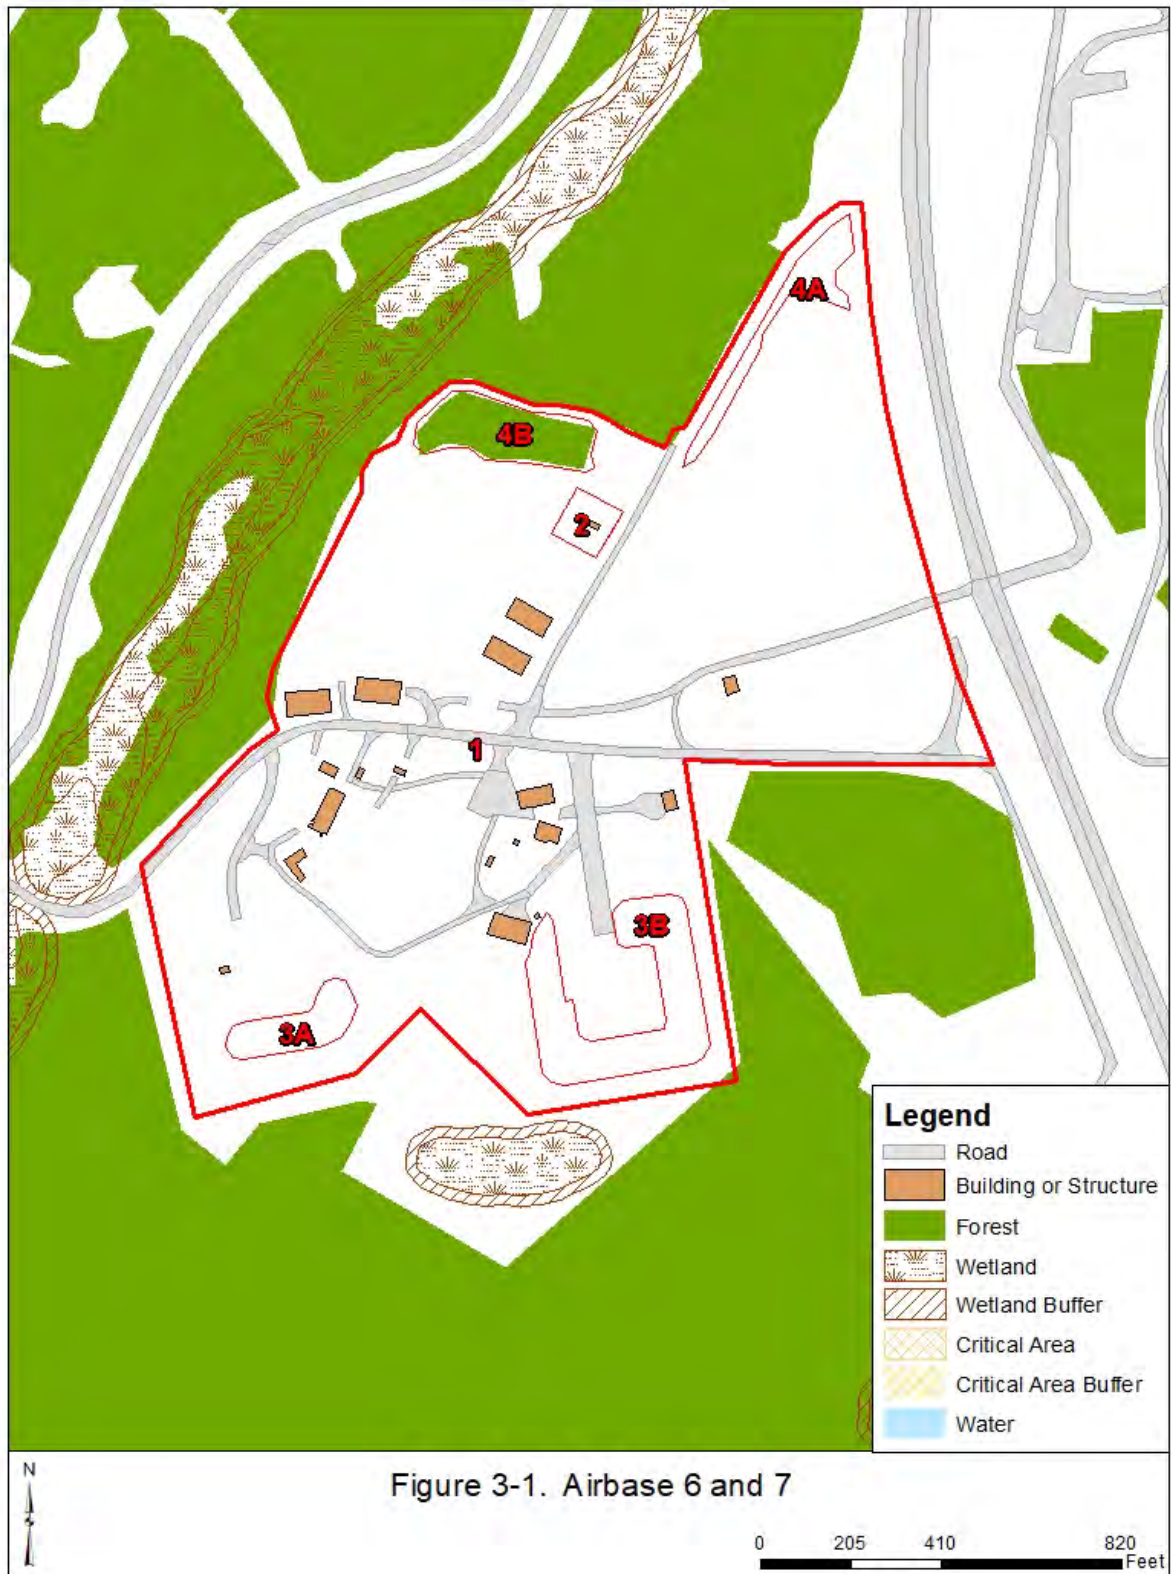 4A
4B
2
1
3B
3A
Legend
Road
Building or Structure
Forest
Wetland
Wetland Buffer
Critical Area
Critical Area Buffer
Water
N
Figure 3-1. Airbase 6 and 7
0 205 410 820
Feet